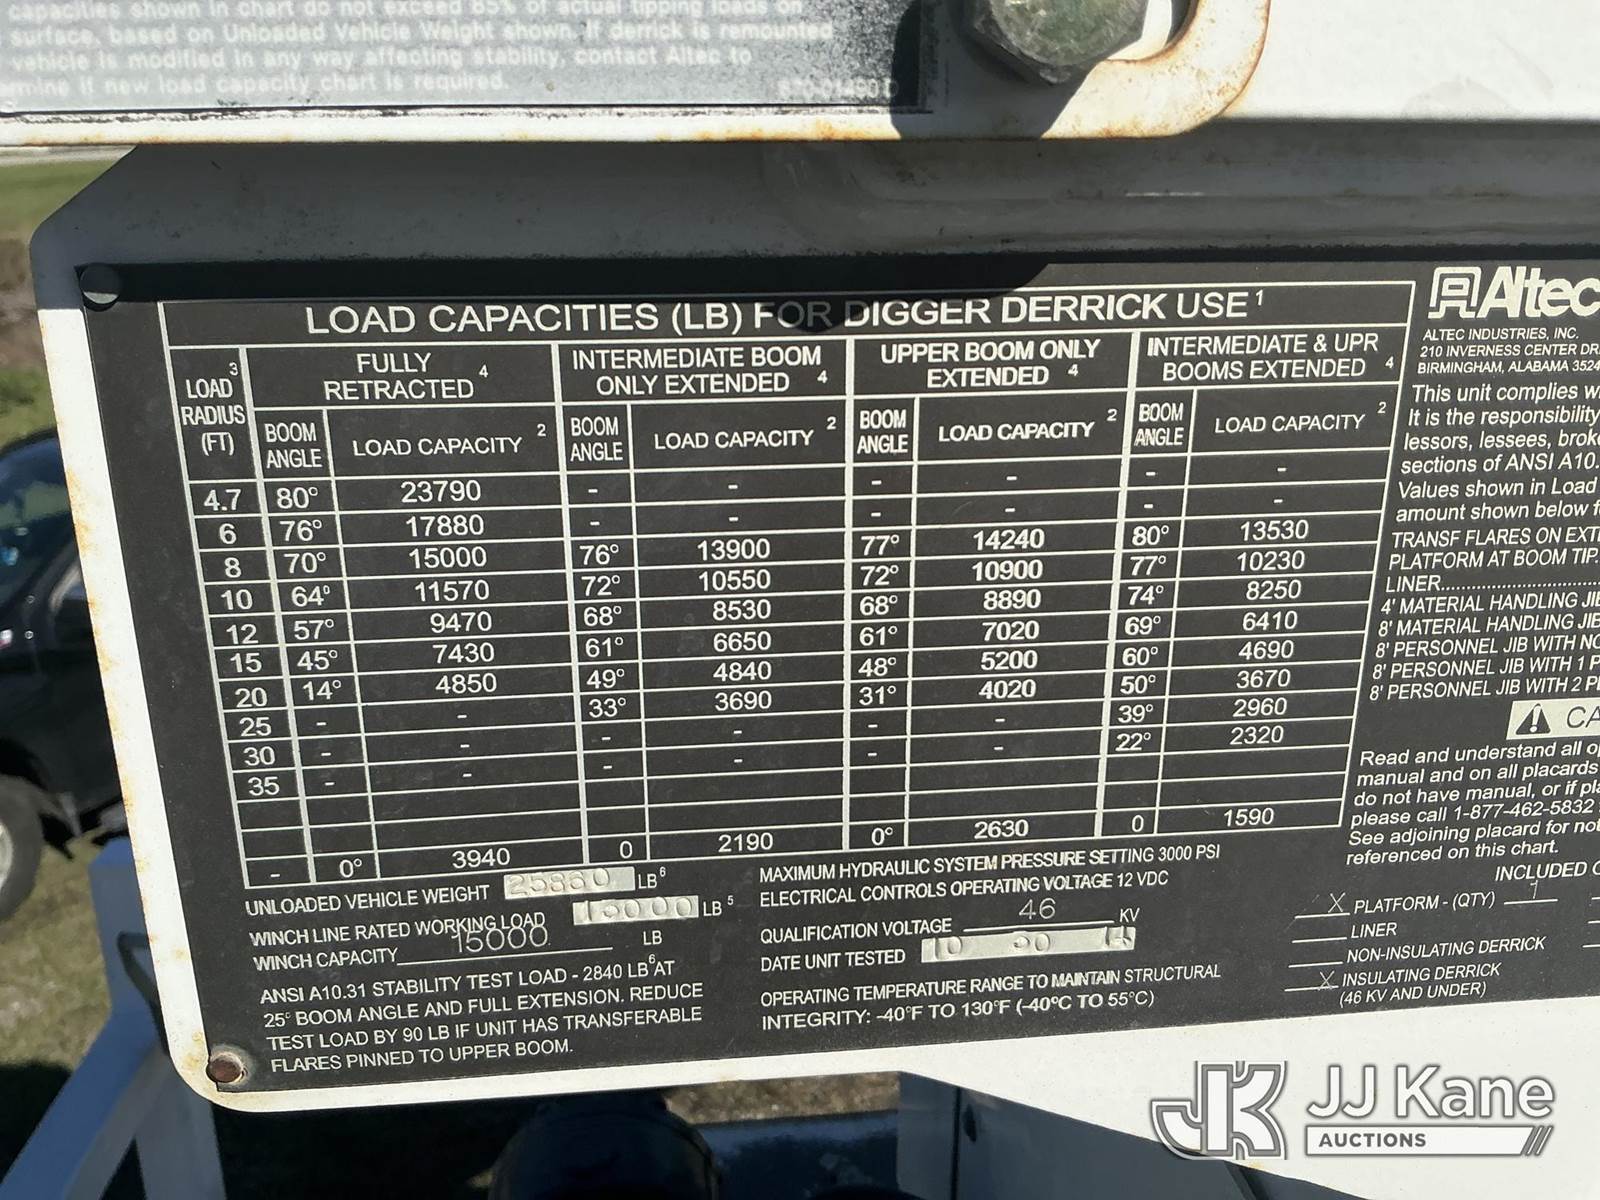 capacities shown in chart do not exceed 85% of actual tipping loads on
surface, based on Unloaded Vehicle Weight shown. If derrick is remounted
vehicle is modified in any way affecting stability, contact Altec to
if new load capacity chart is required.
LOAD CAPACITIES (LB) FOR DIGGER DERRICK USE 1
LOAD 3 RADIUS (FT)
FULLY RETRACTED 4
INTERMEDIATE BOOM ONLY EXTENDED 4
UPPER BOOM ONLY EXTENDED 4
INTERMEDIATE & UPR BOOMS EXTENDED 4
BOOM ANGLE LOAD CAPACITY 2 BOOM ANGLE LOAD CAPACITY 2 BOOM ANGLE LOAD CAPACITY 2 BOOM ANGLE LOAD CAPACITY 2
4.7 80° 23790 - - - - - -
6 76° 17880 - - - - - -
8 70° 15000 76° 13900 77° 14240 80° 13530
10 64° 11570 72° 10550 72° 10900 77° 10230
12 57° 9470 68° 8530 68° 8890 74° 8250
15 45° 7430 61° 6650 61° 7020 69° 6410
20 14° 4850 49° 4840 48° 5200 60° 4690
25 - - 33° 3690 31° 4020 50° 3670
30 - - - - - - 39° 2960
35 - - - - - - 22° 2320
- 0° 3940 0 2190 0° 2630 0 1590
UNLOADED VEHICLE WEIGHT 25860 LB 6
WINCH LINE RATED WORKING LOAD 15000 LB 5
WINCH CAPACITY 15000 LB
ANSI A10.31 STABILITY TEST LOAD - 2840 LB 6 AT
25° BOOM ANGLE AND FULL EXTENSION. REDUCE
TEST LOAD BY 90 LB IF UNIT HAS TRANSFERABLE
FLARES PINNED TO UPPER BOOM.
MAXIMUM HYDRAULIC SYSTEM PRESSURE SETTING 3000 PSI
ELECTRICAL CONTROLS OPERATING VOLTAGE 12 VDC
QUALIFICATION VOLTAGE 46 KV
DATE UNIT TESTED 10 30 14
OPERATING TEMPERATURE RANGE TO MAINTAIN STRUCTURAL
INTEGRITY: -40°F TO 130°F (-40°C TO 55°C)
Altec
ALTEC INDUSTRIES, INC.
210 INVERNESS CENTER DR
BIRMINGHAM, ALABAMA 3524
This unit complies
It is the responsibility
lessors, lessees,
sections of ANSI A10.
Values shown in Load
amount shown below
TRANSF FLARES ON
PLATFORM AT BOOM TIP.
LINER
4' MATERIAL HANDLING JIB
8' MATERIAL HANDLING JIB
8' PERSONNEL JIB WITH NO
8' PERSONNEL JIB WITH 1
8' PERSONNEL JIB WITH 2
CA
Read and understand all
manual and on all placards
do not have manual, or if
please call 1-877-462-5832
See adjoining placard for
referenced on this chart.
INCLUDED
X PLATFORM - (QTY) 1
LINER
NON-INSULATING DERRICK
X INSULATING DERRICK
(46 KV AND UNDER)
JK JJ Kane
AUCTIONS